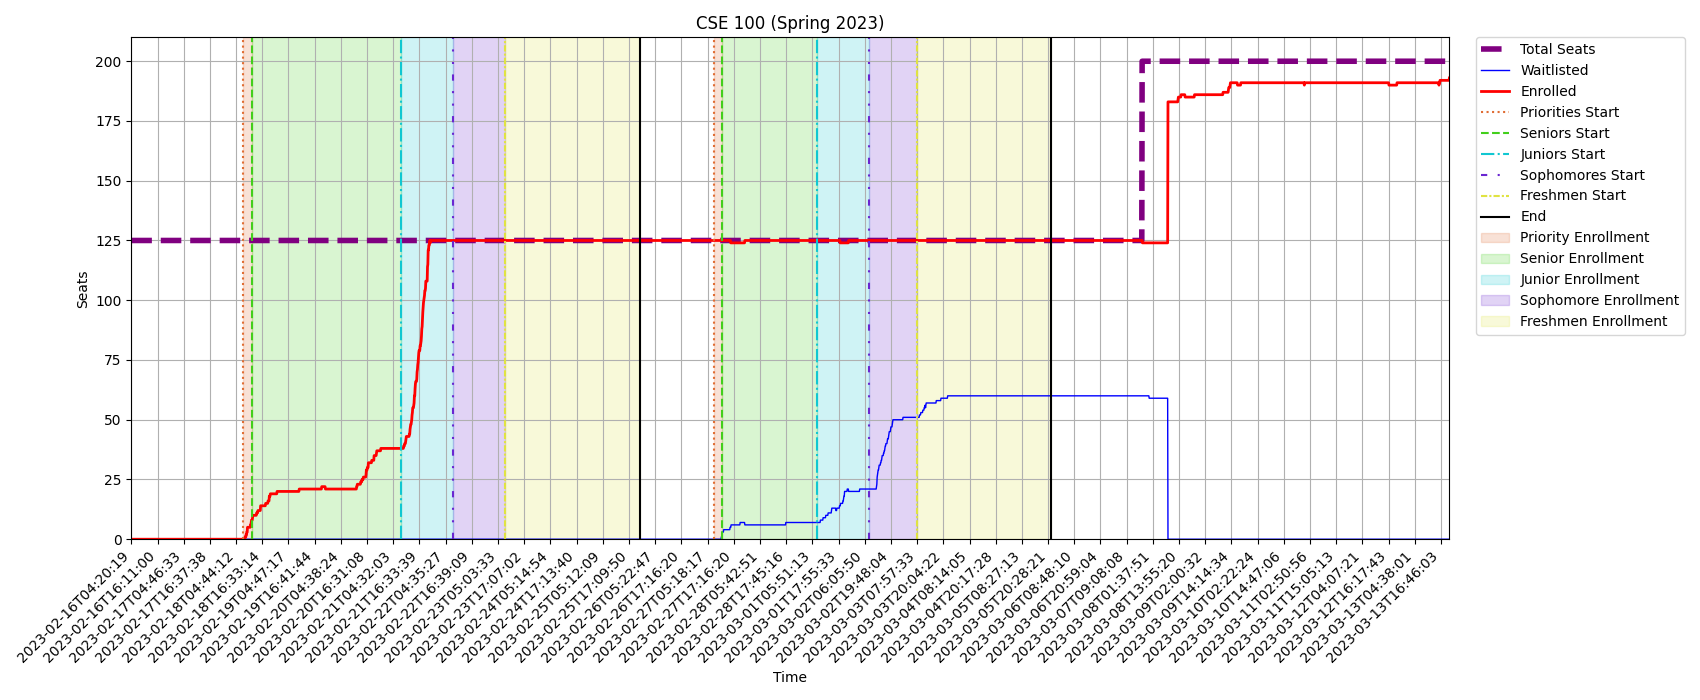 CSE 100 (Spring 2023)
200
175
150
125
100
75
50
25
0
Seats
2023-02-16T04:20:19
2023-02-16T16:11:00
2023-02-17T04:46:33
2023-02-17T16:37:38
2023-02-18T04:44:12
2023-02-18T16:33:14
2023-02-19T04:47:17
2023-02-19T16:41:44
2023-02-20T04:38:24
2023-02-20T16:31:08
2023-02-21T04:32:03
2023-02-21T16:33:39
2023-02-22T04:35:27
2023-02-22T16:39:09
2023-02-23T05:03:33
2023-02-23T17:07:02
2023-02-24T05:14:54
2023-02-24T17:13:40
2023-02-25T05:12:09
2023-02-25T17:09:50
2023-02-26T05:22:47
2023-02-26T17:16:20
2023-02-27T05:18:17
2023-02-27T17:16:20
2023-02-28T05:42:51
2023-02-28T17:45:16
2023-03-01T05:51:13
2023-03-01T17:55:33
2023-03-02T06:05:50
2023-03-02T19:48:04
2023-03-03T07:57:33
2023-03-03T20:04:22
2023-03-04T08:14:05
2023-03-04T20:17:28
2023-03-05T08:27:13
2023-03-05T20:28:21
2023-03-06T08:48:10
2023-03-06T20:59:04
2023-03-07T09:08:08
2023-03-08T01:37:51
2023-03-08T13:55:20
2023-03-09T02:00:32
2023-03-09T14:14:34
2023-03-10T02:22:24
2023-03-10T14:47:06
2023-03-11T02:50:56
2023-03-11T15:05:13
2023-03-12T04:07:21
2023-03-12T16:17:43
2023-03-13T04:38:01
2023-03-13T16:46:03
Time
Total Seats
Waitlisted
Enrolled
Priorities Start
Seniors Start
Juniors Start
Sophomores Start
Freshmen Start
End
Priority Enrollment
Senior Enrollment
Junior Enrollment
Sophomore Enrollment
Freshmen Enrollment